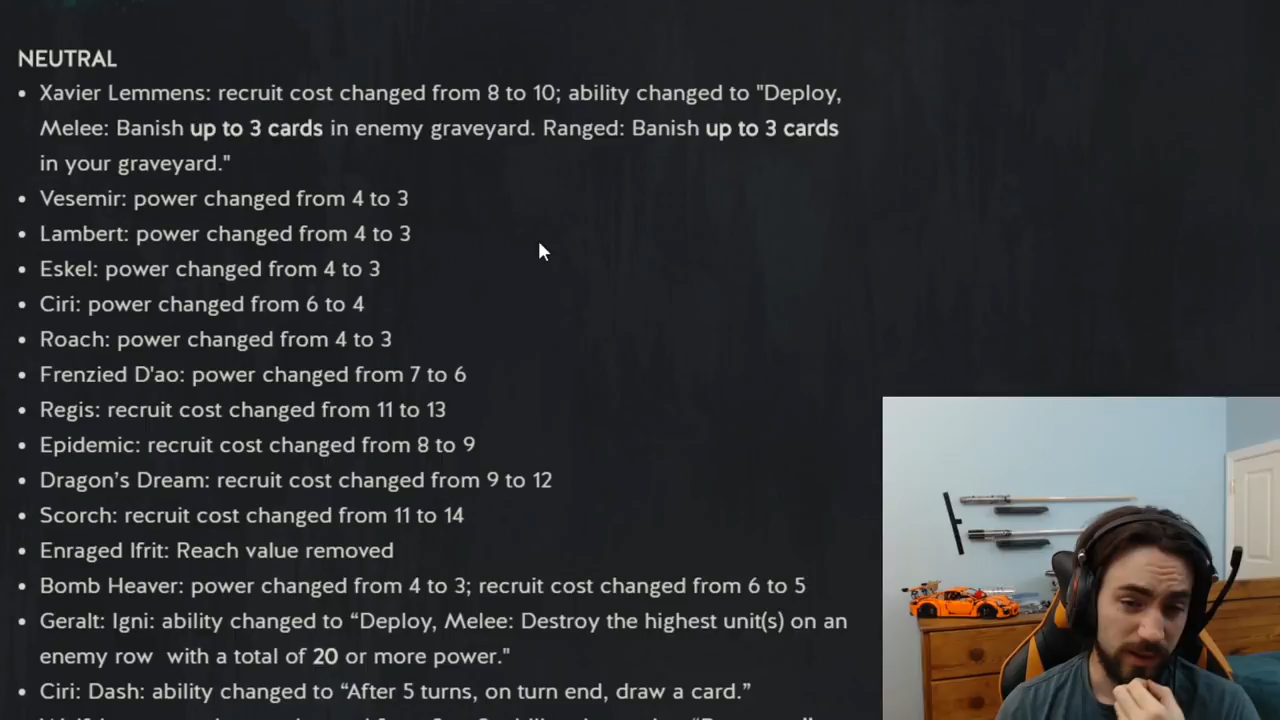 NEUTRAL
• Xavier Lemmens: recruit cost changed from 8 to 10; ability changed to "Deploy,
Melee: Banish up to 3 cards in enemy graveyard. Ranged: Banish up to 3 cards
in your graveyard."
• Vesemir: power changed from 4 to 3
• Lambert: power changed from 4 to 3
• Eskel: power changed from 4 to 3
• Ciri: power changed from 6 to 4
• Roach: power changed from 4 to 3
• Frenzied D'ao: power changed from 7 to 6
• Regis: recruit cost changed from 11 to 13
• Epidemic: recruit cost changed from 8 to 9
• Dragon’s Dream: recruit cost changed from 9 to 12
• Scorch: recruit cost changed from 11 to 14
• Enraged Ifrit: Reach value removed
• Bomb Heaver: power changed from 4 to 3; recruit cost changed from 6 to 5
• Geralt: Igni: ability changed to “Deploy, Melee: Destroy the highest unit(s) on an
enemy row with a total of 20 or more power."
• Ciri: Dash: ability changed to “After 5 turns, on turn end, draw a card.”